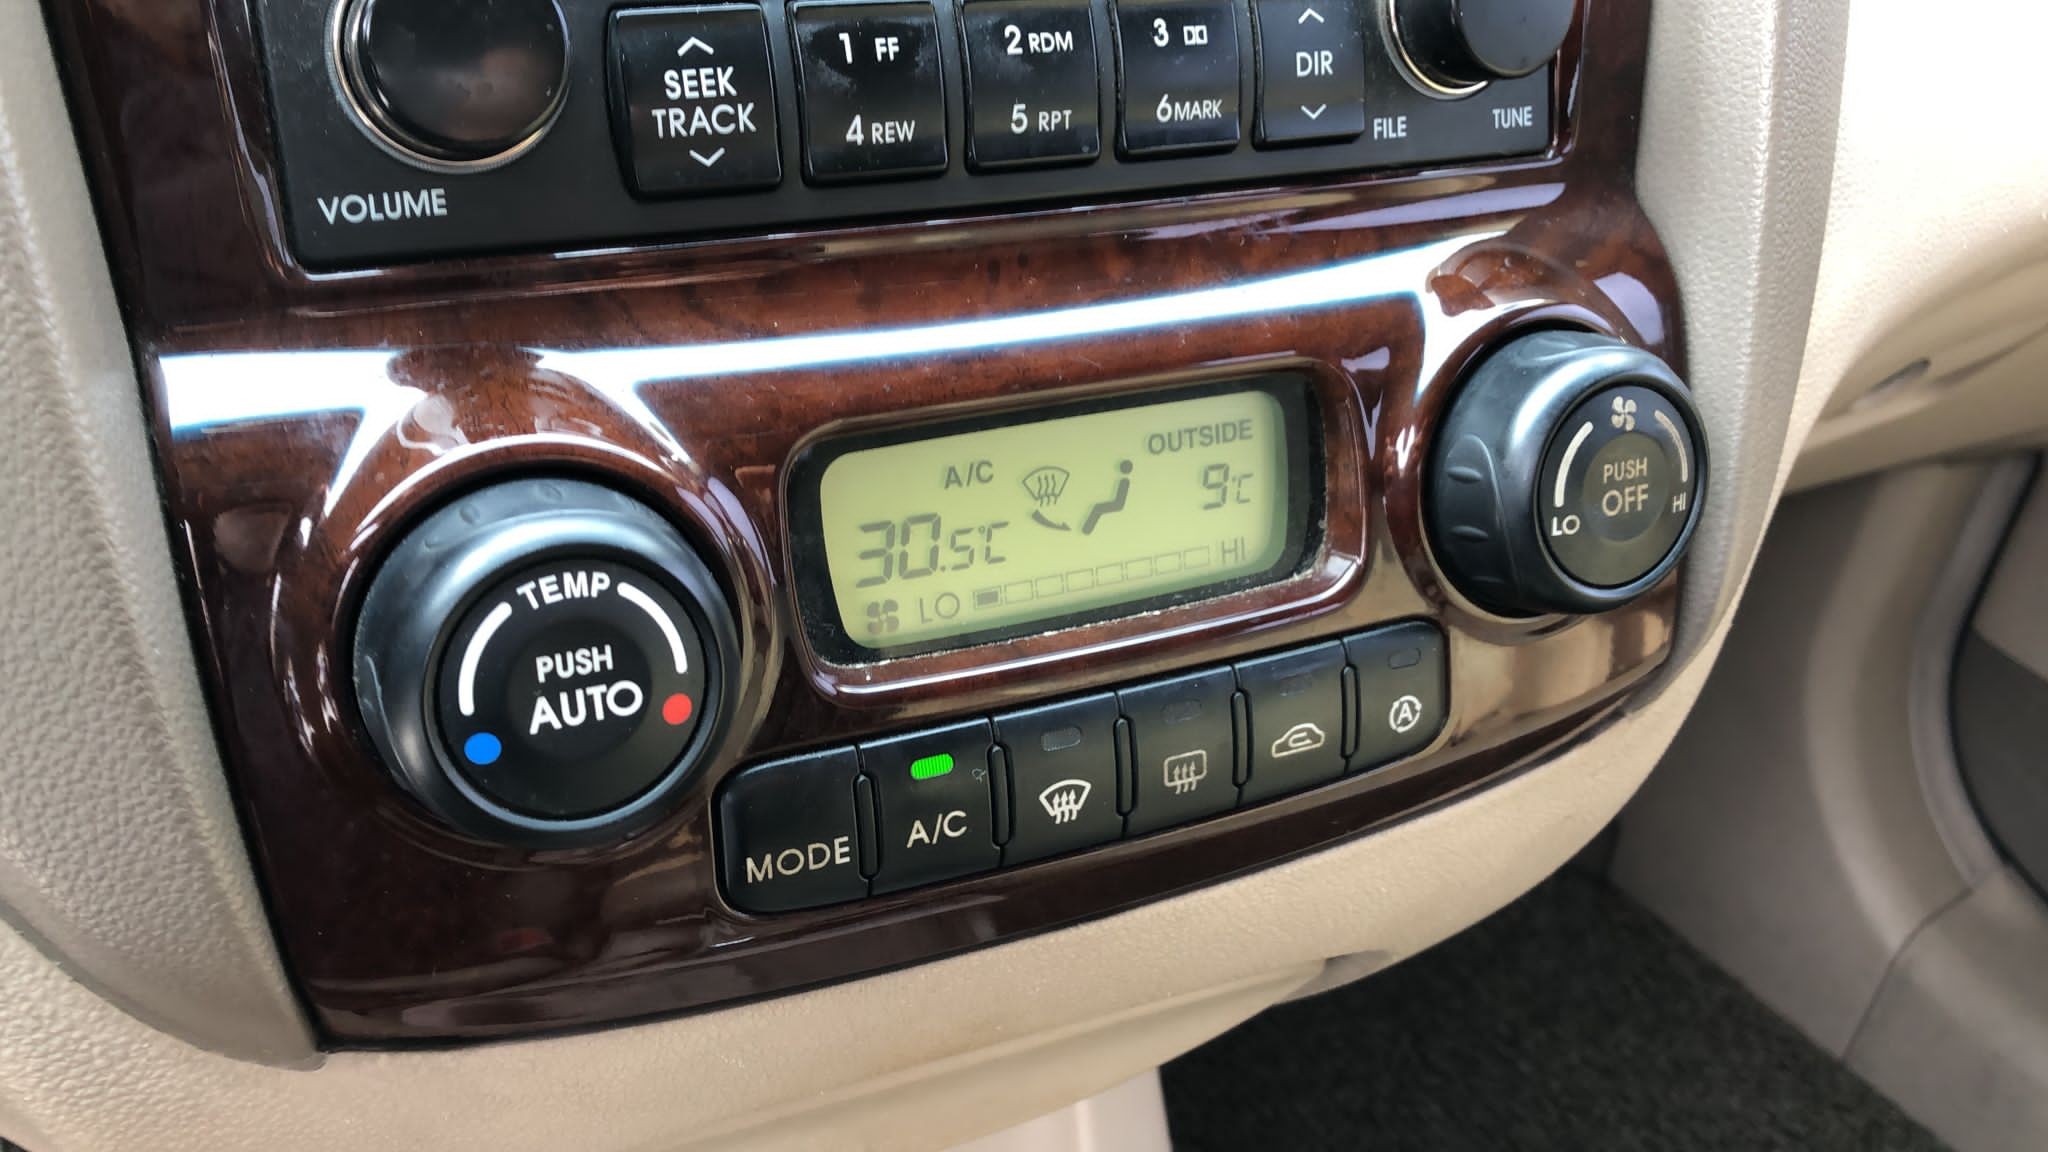 SEEK
TRACK
1 FF
4 REW
2 RDM
5 RPT
3
6 MARK
DIR
FILE
TUNE
VOLUME
A/C
OUTSIDE
30.5°C
9°C
LO
HI
TEMP
PUSH
AUTO
PUSH
OFF
LO
HI
MODE
A/C
A